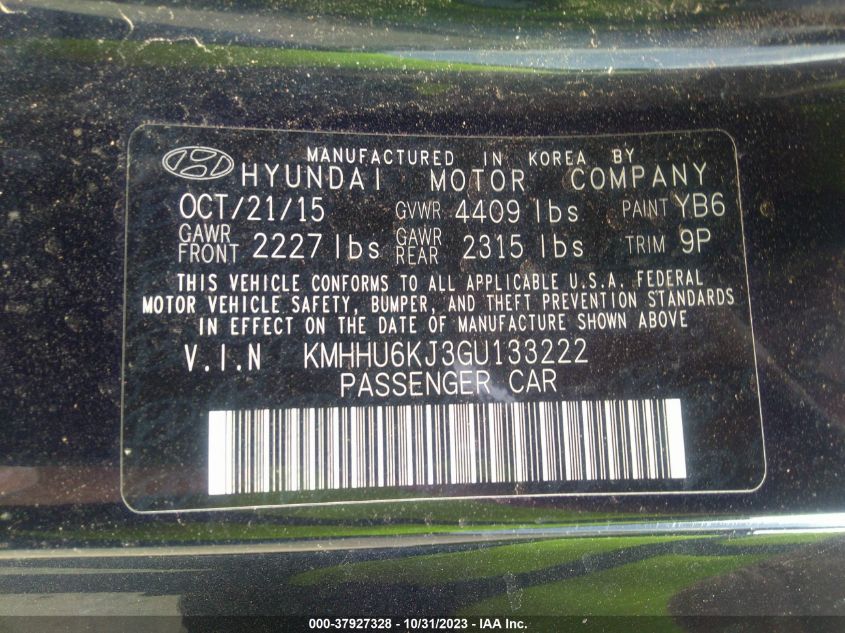 MANUFACTURED IN KOREA BY
HYUNDAI MOTOR COMPANY
OCT/21/15 GVWR 4409 lbs PAINT YB6
GAWR FRONT 2227 lbs GAWR REAR 2315 lbs TRIM 9P
THIS VEHICLE CONFORMS TO ALL APPLICABLE U.S.A. FEDERAL
MOTOR VEHICLE SAFETY, BUMPER, AND THEFT PREVENTION STANDARDS
IN EFFECT ON THE DATE OF MANUFACTURE SHOWN ABOVE
V.I.N KMHHU6KJ3GU133222
PASSENGER CAR
000-37927328 - 10/31/2023 - IAA Inc.